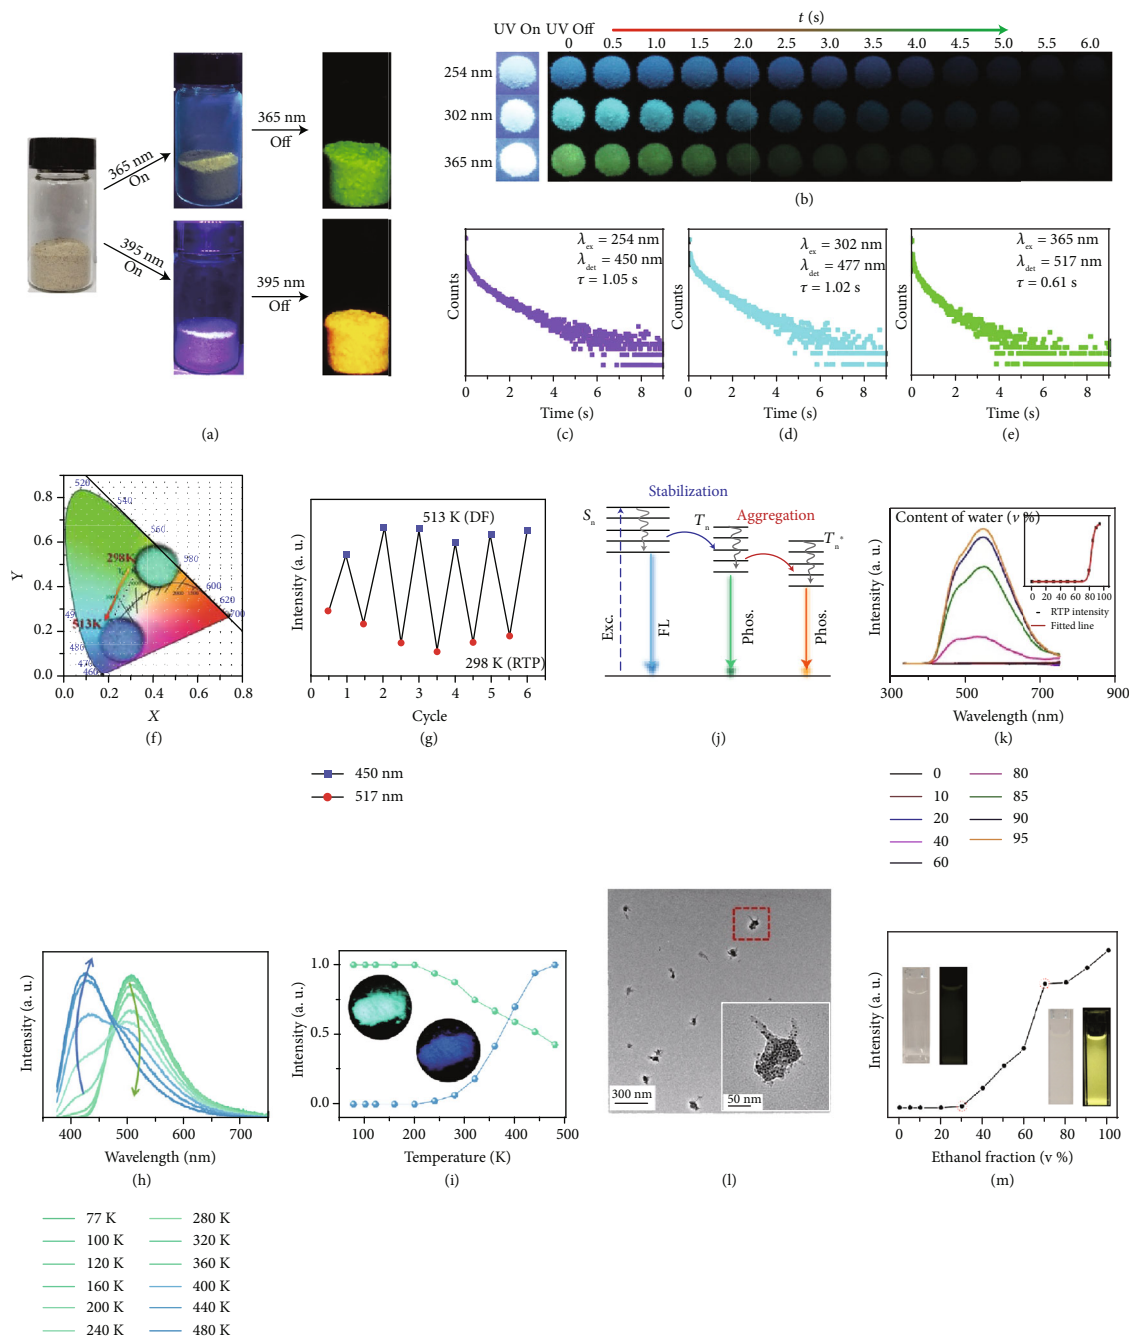 365 nm
On
365 nm
Off
395 nm
On
395 nm
Off
(a)
t (s)
UV On UV Off
0 0.5 1.0 1.5 2.0 2.5 3.0 3.5 4.0 4.5 5.0 5.5 6.0
254 nm
302 nm
365 nm
(b)
Counts
λex = 254 nm
λdet = 450 nm
τ = 1.05 s
0 2 4 6 8
Time (s)
(c)
Counts
λex = 302 nm
λdet = 477 nm
τ = 1.02 s
0 2 4 6 8
Time (s)
(d)
Counts
λex = 365 nm
λdet = 517 nm
τ = 0.61 s
0 2 4 6 8
Time (s)
(e)
Y
0.8
0.6
0.4
0.2
0.0
520
540
560
580
600
620
700
480
470
460
298K
513K
0.0 0.2 0.4 0.6 0.8
X
(f)
Intensity (a. u.)
513 K (DF)
298 K (RTP)
0 1 2 3 4 5 6
Cycle
(g)
450 nm
517 nm
Stabilization
Aggregation
Sn
Tn
Tn*
Exc.
FL
Phos.
Phos.
(j)
Intensity (a. u.)
Content of water (v %)
0 20 40 60 80 100
RTP intensity
Fitted line
300 500 700 900
Wavelength (nm)
(k)
0 80
10 85
20 90
40 95
60
Intensity (a. u.)
400 500 600 700
Wavelength (nm)
(h)
77 K 280 K
100 K 320 K
120 K 360 K
160 K 400 K
200 K 440 K
240 K 480 K
Intensity (a. u.)
1.0
0.5
0.0
100 200 300 400 500
Temperature (K)
(i)
300 nm
50 nm
(l)
Intensity (a. u.)
0 20 40 60 80 100
Ethanol fraction (v %)
(m)